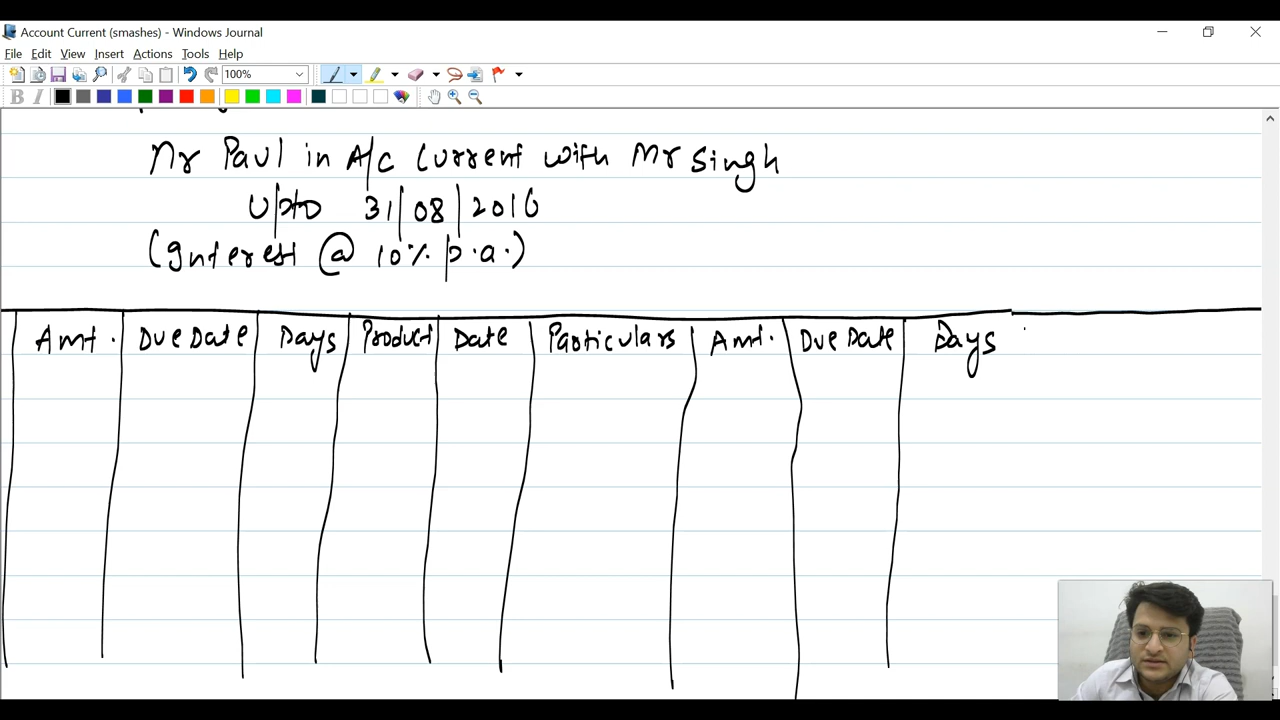 Account Current (smashes) - Windows Journal
File Edit View Insert Actions Tools Help
100%
B I
Mr Paul in A/c Current with Mr Singh
Upto 31/08/2016
(Interest @ 10% p.a.)
Amt. Due Date Days Product Date Particulars Amt. Due Date Days